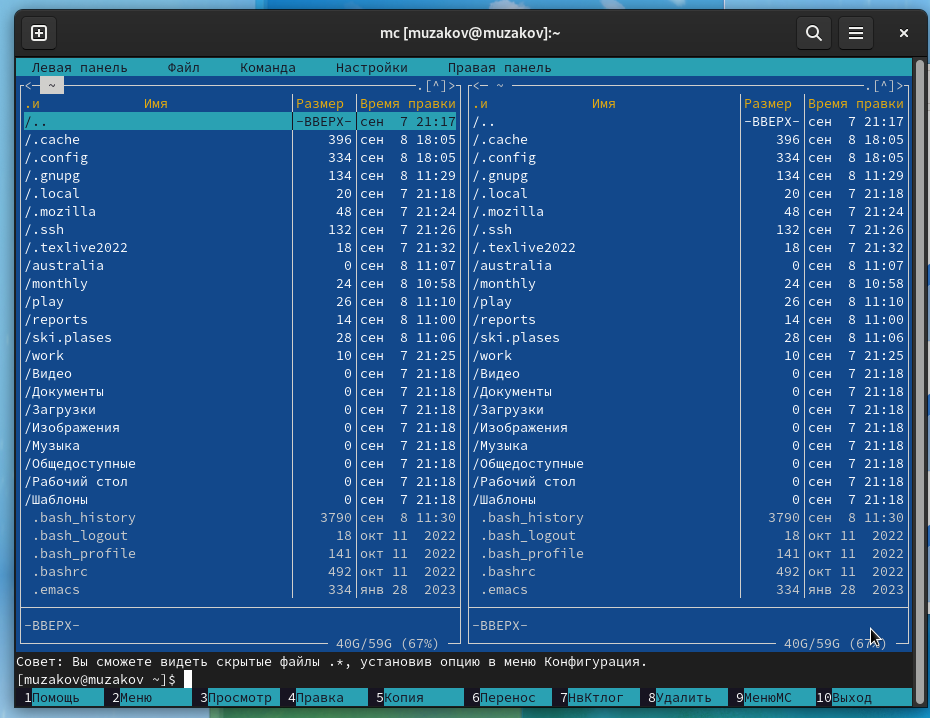 mc [muzakov@muzakov]:~
Левая панель Файл Команда Настройки Правая панель
<─ ~ .[^]> <─ ~ .[^]>
.и Имя Размер Время правки .и Имя Размер Время правки
/.. -ВВЕРХ- сен 7 21:17 /.. -ВВЕРХ- сен 7 21:17
/.cache 396 сен 8 18:05 /.cache 396 сен 8 18:05
/.config 334 сен 8 18:05 /.config 334 сен 8 18:05
/.gnupg 134 сен 8 11:29 /.gnupg 134 сен 8 11:29
/.local 20 сен 7 21:18 /.local 20 сен 7 21:18
/.mozilla 48 сен 7 21:24 /.mozilla 48 сен 7 21:24
/.ssh 132 сен 7 21:26 /.ssh 132 сен 7 21:26
/.texlive2022 18 сен 7 21:32 /.texlive2022 18 сен 7 21:32
/australia 0 сен 8 11:07 /australia 0 сен 8 11:07
/monthly 24 сен 8 10:58 /monthly 24 сен 8 10:58
/play 26 сен 8 11:10 /play 26 сен 8 11:10
/reports 14 сен 8 11:00 /reports 14 сен 8 11:00
/ski.plases 28 сен 8 11:06 /ski.plases 28 сен 8 11:06
/work 10 сен 7 21:25 /work 10 сен 7 21:25
/Видео 0 сен 7 21:18 /Видео 0 сен 7 21:18
/Документы 0 сен 7 21:18 /Документы 0 сен 7 21:18
/Загрузки 0 сен 7 21:18 /Загрузки 0 сен 7 21:18
/Изображения 0 сен 7 21:18 /Изображения 0 сен 7 21:18
/Музыка 0 сен 7 21:18 /Музыка 0 сен 7 21:18
/Общедоступные 0 сен 7 21:18 /Общедоступные 0 сен 7 21:18
/Рабочий стол 0 сен 7 21:18 /Рабочий стол 0 сен 7 21:18
/Шаблоны 0 сен 7 21:18 /Шаблоны 0 сен 7 21:18
.bash_history 3790 сен 8 11:30 .bash_history 3790 сен 8 11:30
.bash_logout 18 окт 11 2022 .bash_logout 18 окт 11 2022
.bash_profile 141 окт 11 2022 .bash_profile 141 окт 11 2022
.bashrc 492 окт 11 2022 .bashrc 492 окт 11 2022
.emacs 334 янв 28 2023 .emacs 334 янв 28 2023
-ВВЕРХ- -ВВЕРХ-
40G/59G (67%) 40G/59G (67%)
Совет: Вы сможете видеть скрытые файлы .*, установив опцию в меню Конфигурация.
[muzakov@muzakov ~]$
1Помощь 2Меню 3Просмотр 4Правка 5Копия 6Перенос 7НвКтлог 8Удалить 9МенюMC 10Выход